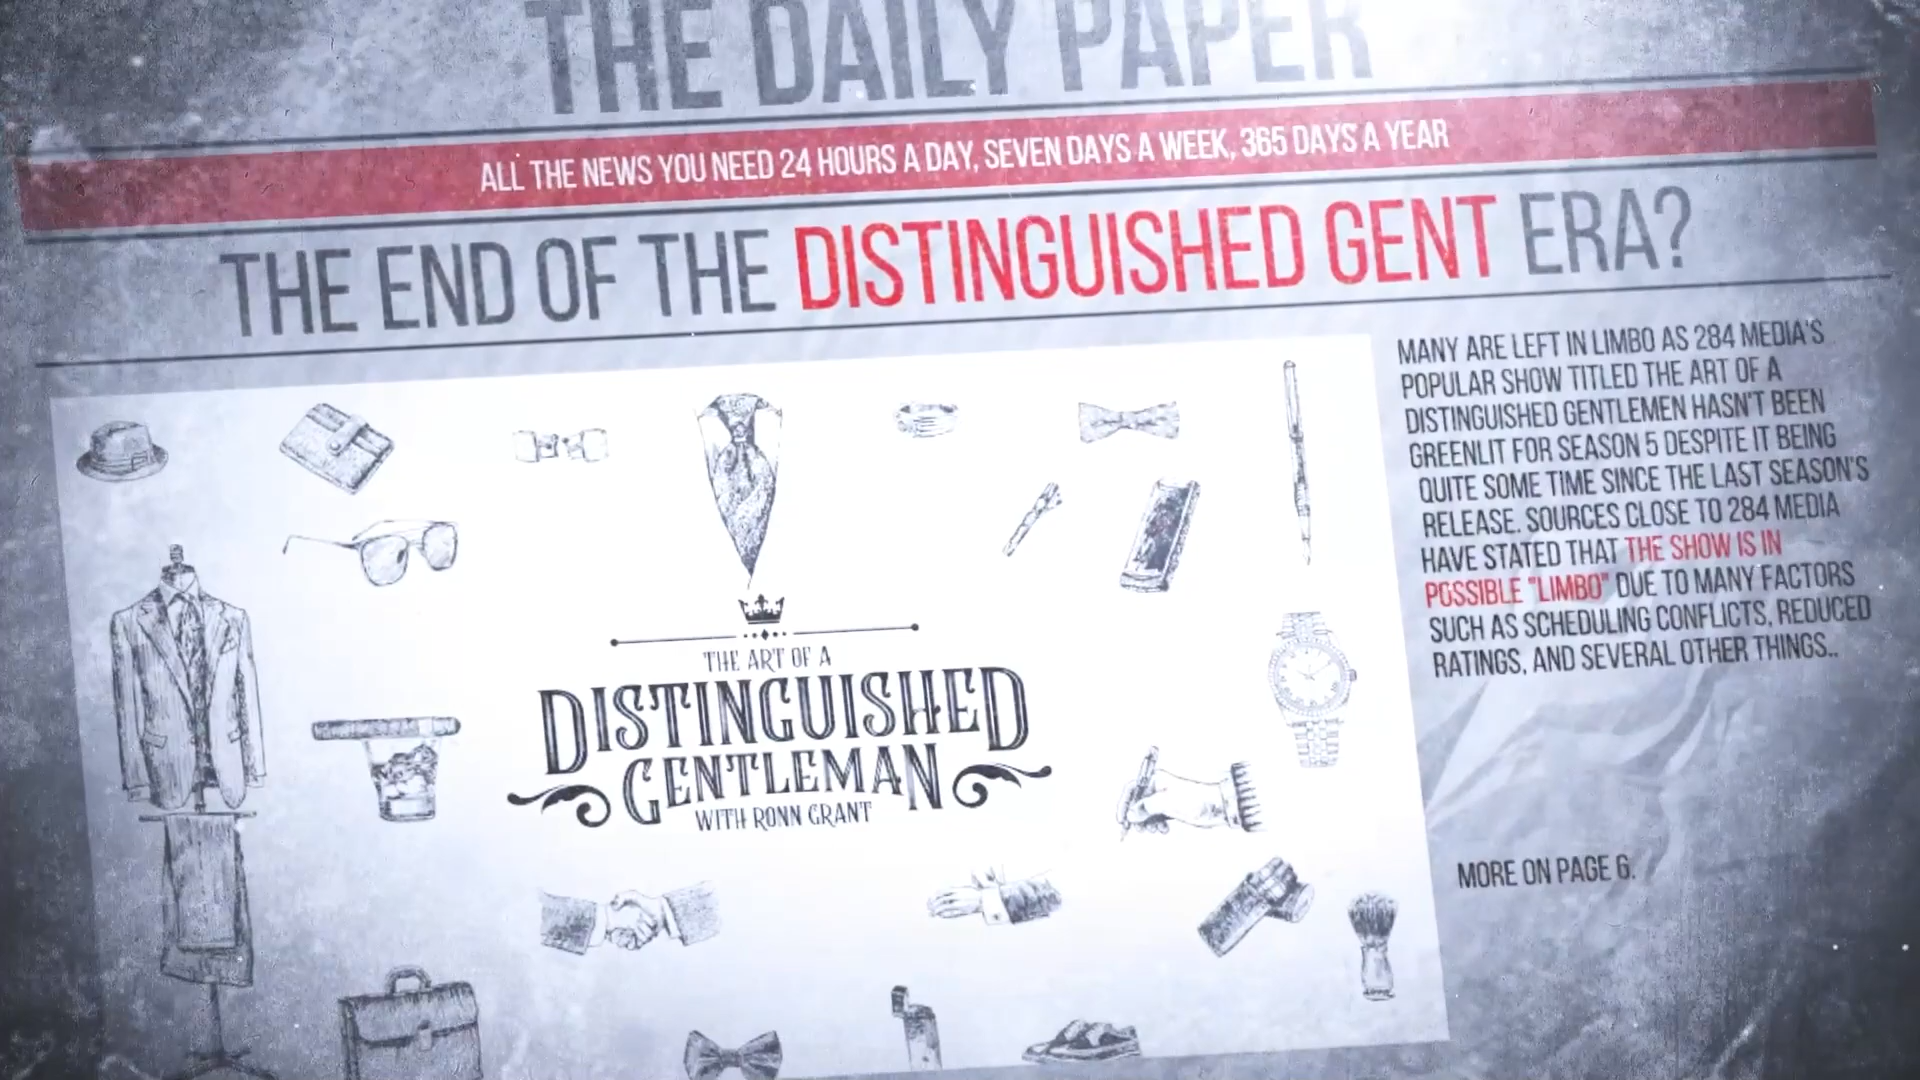 THE DAILY PAPER
ALL THE NEWS YOU NEED 24 HOURS A DAY, SEVEN DAYS A WEEK, 365 DAYS A YEAR
THE END OF THE DISTINGUISHED GENT ERA?
MANY ARE LEFT IN LIMBO AS 284 MEDIA'S
POPULAR SHOW TITLED THE ART OF A
DISTINGUISHED GENTLEMEN HASN'T BEEN
GREENLIT FOR SEASON 5 DESPITE IT BEING
QUITE SOME TIME SINCE THE LAST SEASON'S
RELEASE. SOURCES CLOSE TO 284 MEDIA
HAVE STATED THAT THE SHOW IS IN
POSSIBLE "LIMBO" DUE TO MANY FACTORS
SUCH AS SCHEDULING CONFLICTS, REDUCED
RATINGS, AND SEVERAL OTHER THINGS..
MORE ON PAGE 6.
THE ART OF A
DISTINGUISHED
GENTLEMAN
WITH RONN GRANT